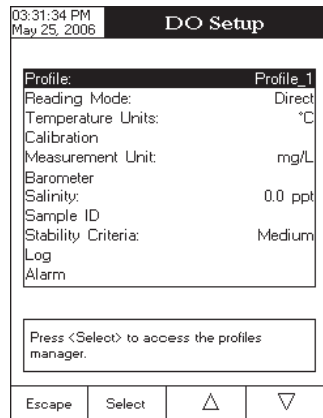 03:31:34 PM
May 25, 2006
DO Setup
Profile: Profile_1
Reading Mode: Direct
Temperature Units: °C
Calibration
Measurement Unit: mg/L
Barometer
Salinity: 0.0 ppt
Sample ID
Stability Criteria: Medium
Log
Alarm
Press <Select> to access the profiles
manager.
Escape Select △ ▽